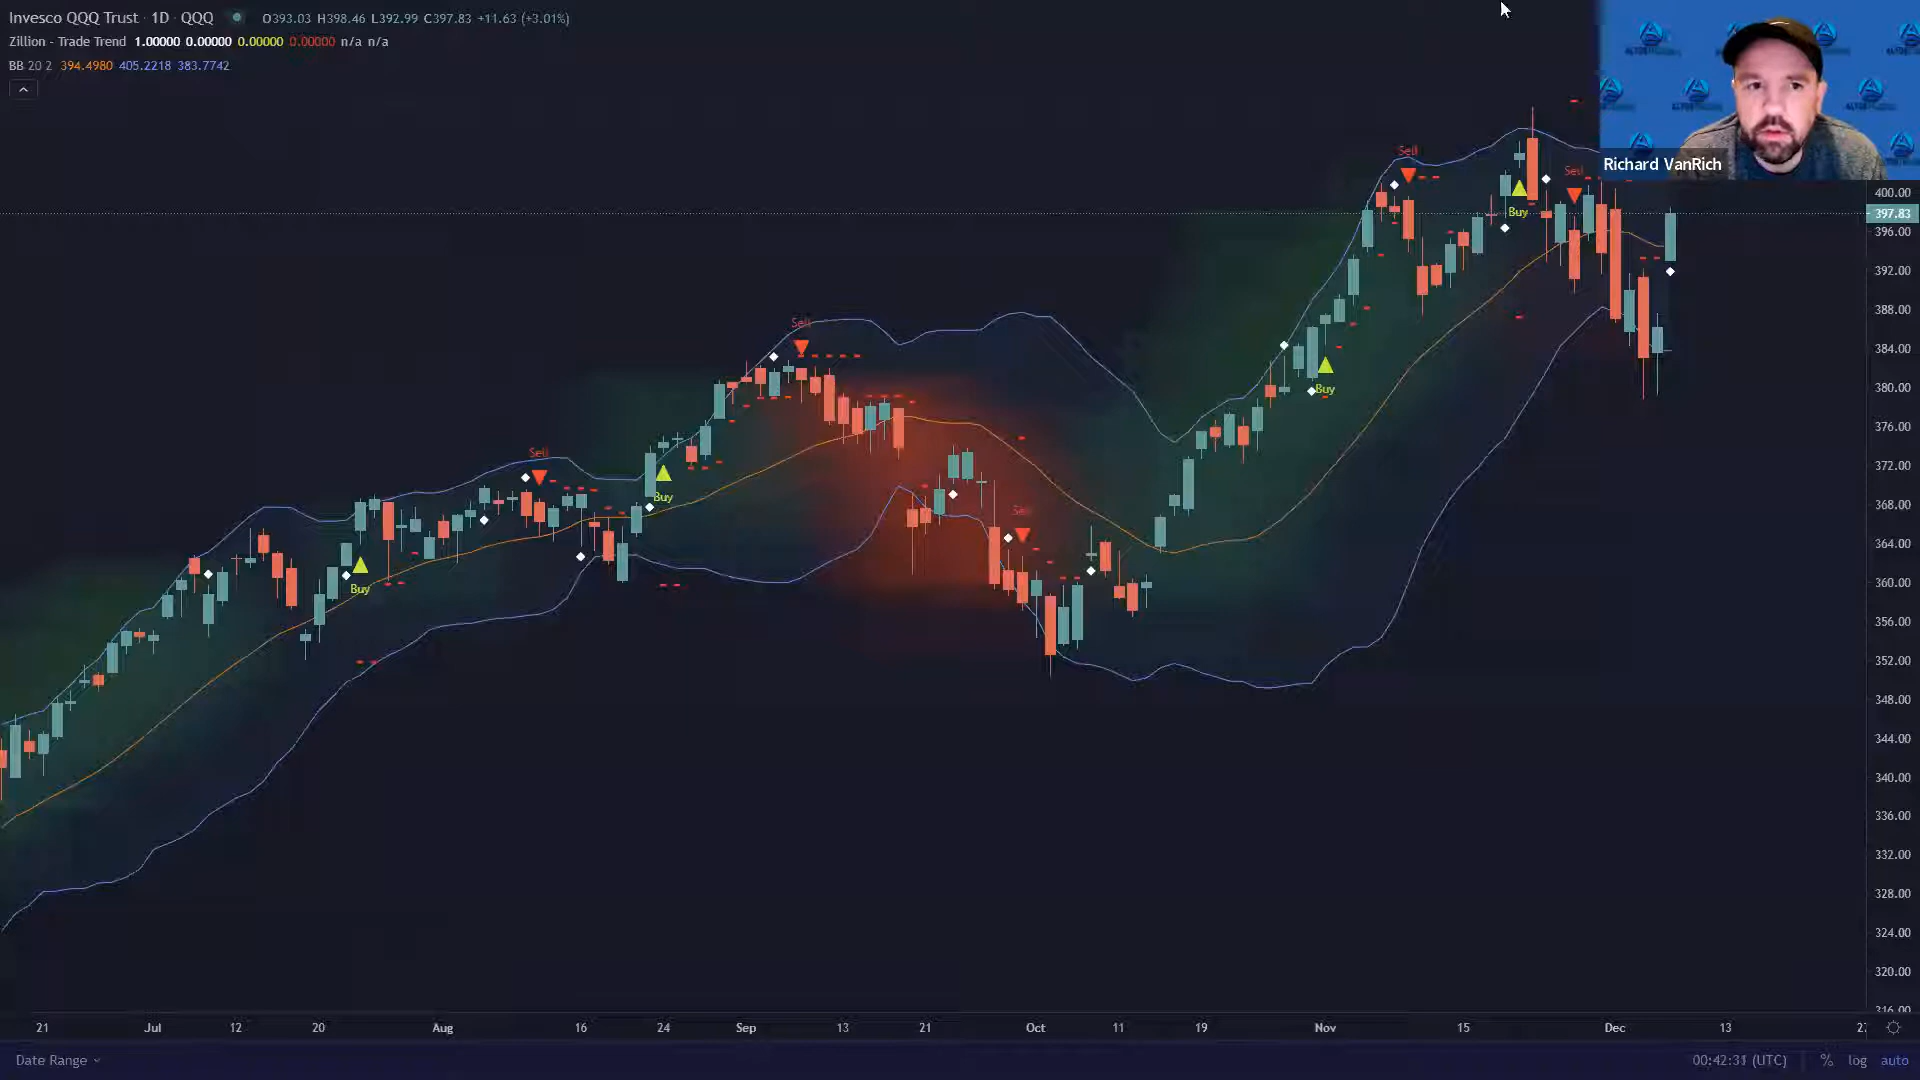 Invesco QQQ Trust · 1D · QQQ O393.03 H398.46 L392.99 C397.83 +11.63 (+3.01%)
Zillion - Trade Trend 1.00000 0.00000 0.00000 0.00000 n/a n/a
BB 20 2 394.4980 405.2218 383.7742
Richard VanRich
Sell
Sell
Buy
Sell
Buy
Sell
Buy
Sell
Buy
Sell
Buy
400.00
397.83
396.00
392.00
388.00
384.00
380.00
376.00
372.00
368.00
364.00
360.00
356.00
352.00
348.00
344.00
340.00
336.00
332.00
328.00
324.00
320.00
316.00
21 Jul 12 20 Aug 16 24 Sep 13 21 Oct 11 19 Nov 15 Dec 13
Date Range 00:42:31 (UTC) % log auto